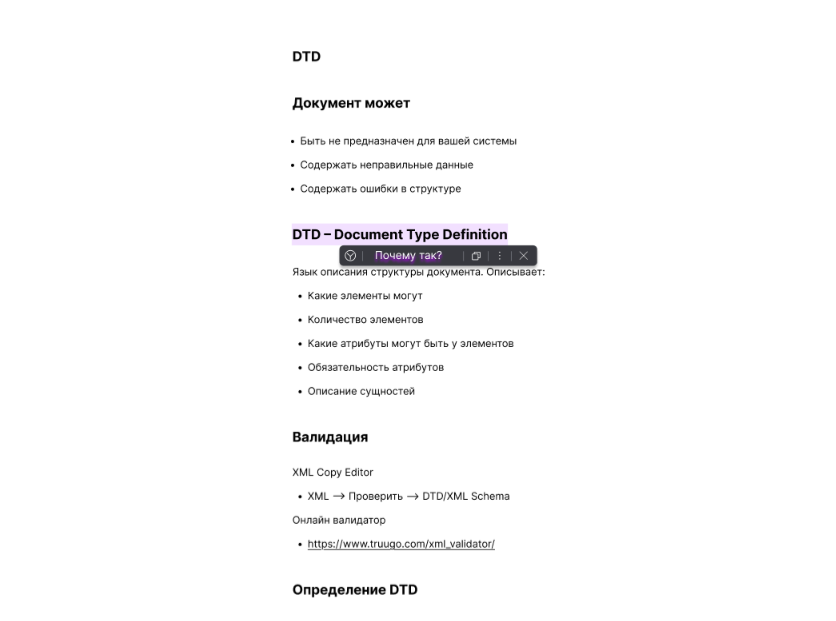 DTD
Документ может
• Быть не предназначен для вашей системы
• Содержать неправильные данные
• Содержать ошибки в структуре
DTD – Document Type Definition
Почему так?
Язык описания структуры документа. Описывает:
• Какие элементы могут
• Количество элементов
• Какие атрибуты могут быть у элементов
• Обязательность атрибутов
• Описание сущностей
Валидация
XML Copy Editor
• XML –> Проверить –> DTD/XML Schema
Онлайн валидатор
• https://www.truugo.com/xml_validator/
Определение DTD